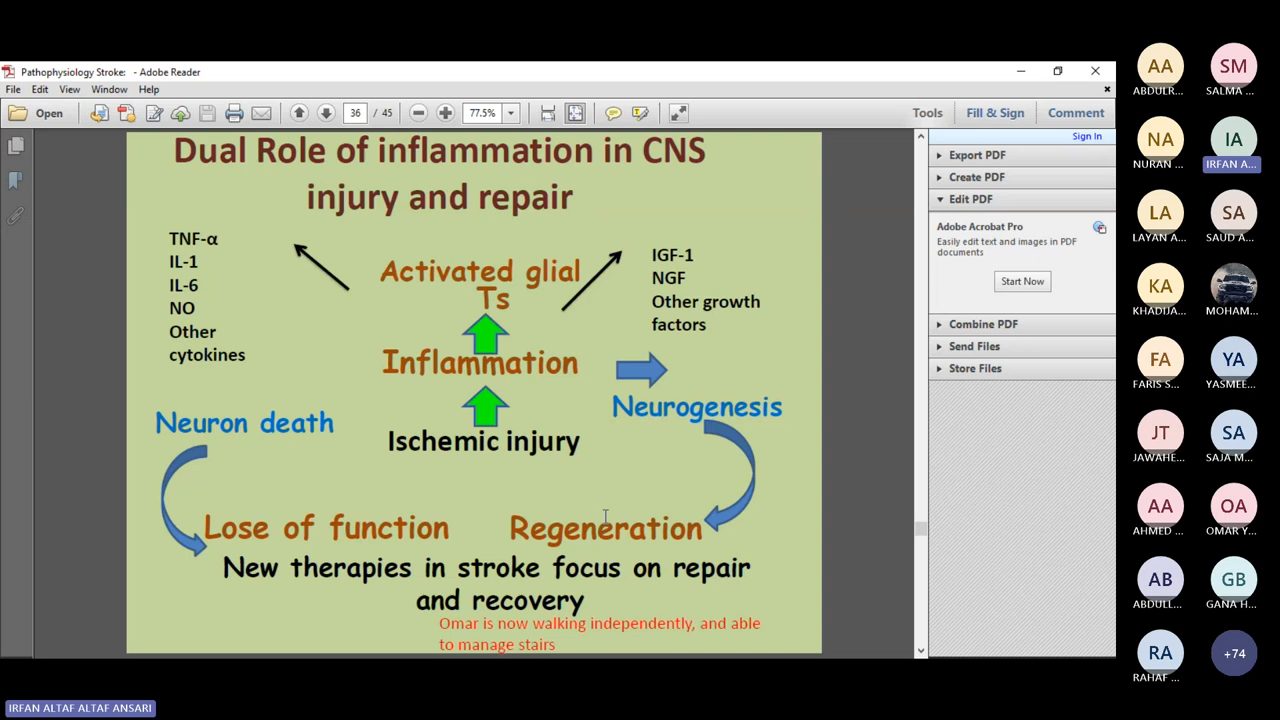 Pathophysiology Stroke: - Adobe Reader
File Edit View Window Help
Open 36 / 45 77.5% Tools Fill & Sign Comment
Dual Role of inflammation in CNS
injury and repair
TNF-α
IL-1
IL-6
NO
Other
cytokines
Activated glial
Ts
IGF-1
NGF
Other growth
factors
Inflammation
Neuron death
Ischemic injury
Neurogenesis
Lose of function
Regeneration
New therapies in stroke focus on repair
and recovery
Omar is now walking independently, and able
to manage stairs
Sign In
Export PDF
Create PDF
Edit PDF
Adobe Acrobat Pro
Easily edit text and images in PDF
documents
Start Now
Combine PDF
Send Files
Store Files
AA SM
ABDULR... SALMA ...
NA IA
NURAN ... IRFAN A...
LA SA
LAYAN A... SAUD A...
KA
KHADIJA... MOHAM...
FA YA
FARIS S... YASMEE...
JT SA
JAWAHE... SAJA M...
AA OA
AHMED ... OMAR Y...
AB GB
ABDULL... GANA H...
RA +74
RAHAF ...
IRFAN ALTAF ALTAF ANSARI